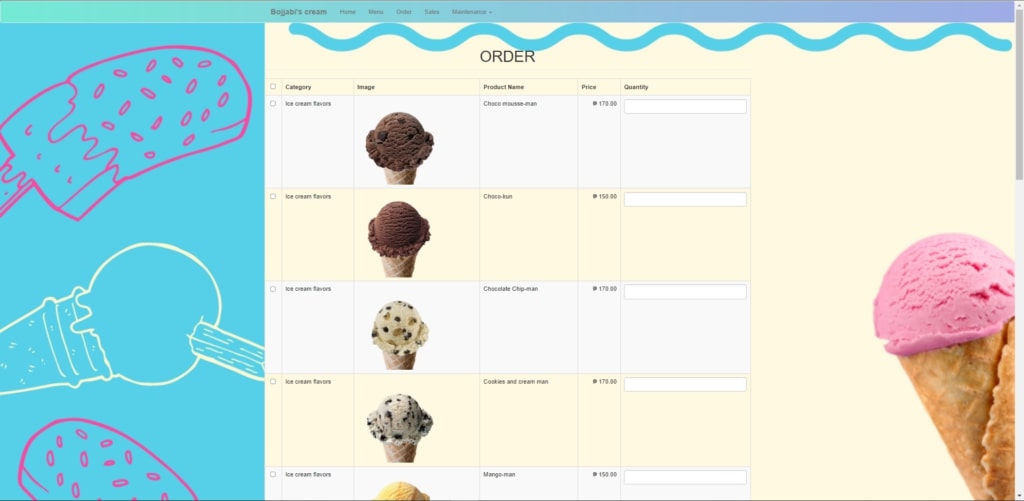 Bojjabi's cream Home Menu Order Sales Maintenance
ORDER
Category Image Product Name Price Quantity
Ice cream flavors Choco mousse-man ₱ 170.00
Ice cream flavors Choco-kun ₱ 150.00
Ice cream flavors Chocolate Chip-man ₱ 170.00
Ice cream flavors Cookies and cream man ₱ 170.00
Ice cream flavors Mango-man ₱ 150.00